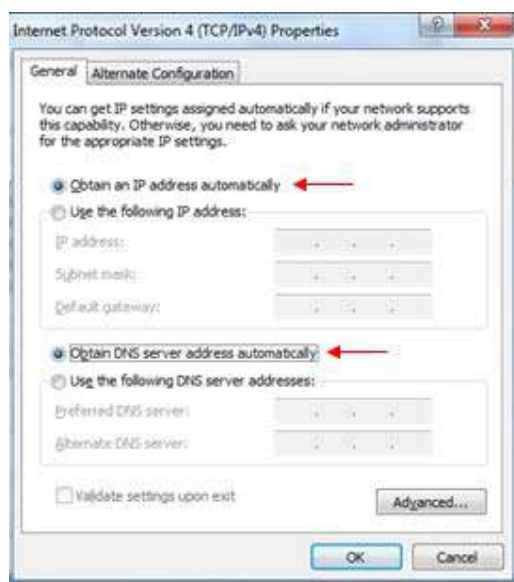 Internet Protocol Version 4 (TCP/IPv4) Properties
General
Alternate Configuration
You can get IP settings assigned automatically if your network supports
this capability. Otherwise, you need to ask your network administrator
for the appropriate IP settings.
Obtain an IP address automatically
Use the following IP address:
IP address:
Subnet mask:
Default gateway:
Obtain DNS server address automatically
Use the following DNS server addresses:
Preferred DNS server:
Alternate DNS server:
Validate settings upon exit
Advanced...
OK
Cancel